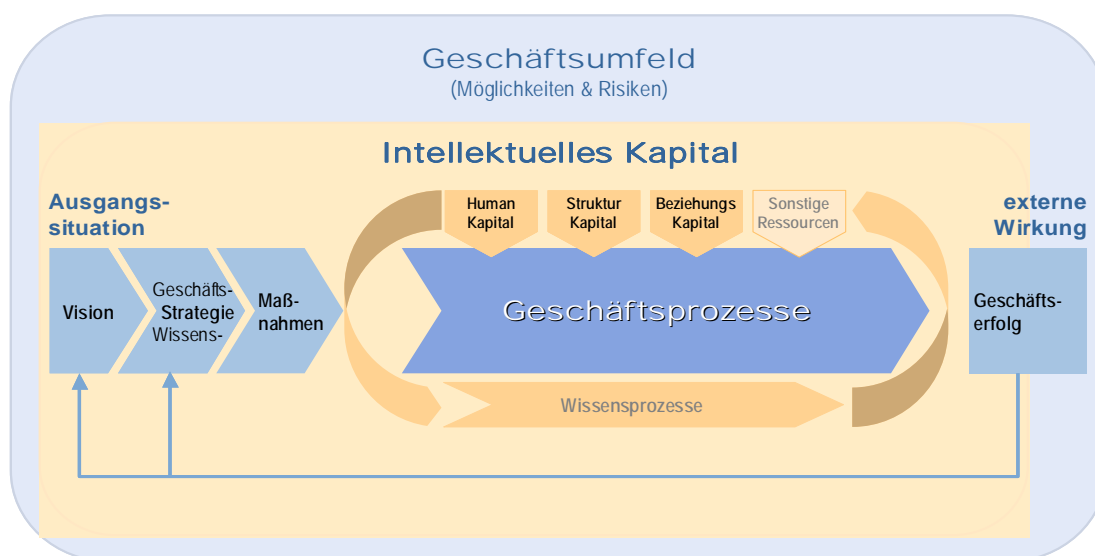 Geschäftsumfeld
(Möglichkeiten & Risiken)
Intellektuelles Kapital
Ausgangs-
situation
Human
Kapital
Struktur
Kapital
Beziehungs
Kapital
Sonstige
Ressourcen
externe
Wirkung
Vision
Geschäfts-
Strategie
Wissens-
Maß-
nahmen
Geschäftsprozesse
Geschäfts-
erfolg
Wissensprozesse